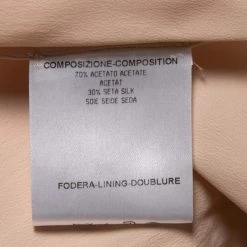 COMPOSIZIONE-COMPOSITION
70% ACETATO ACETATE
ACETAT
30% SETA SILK
SOIE SEIDE SEDA
FODERA-LINING-DOUBLURE